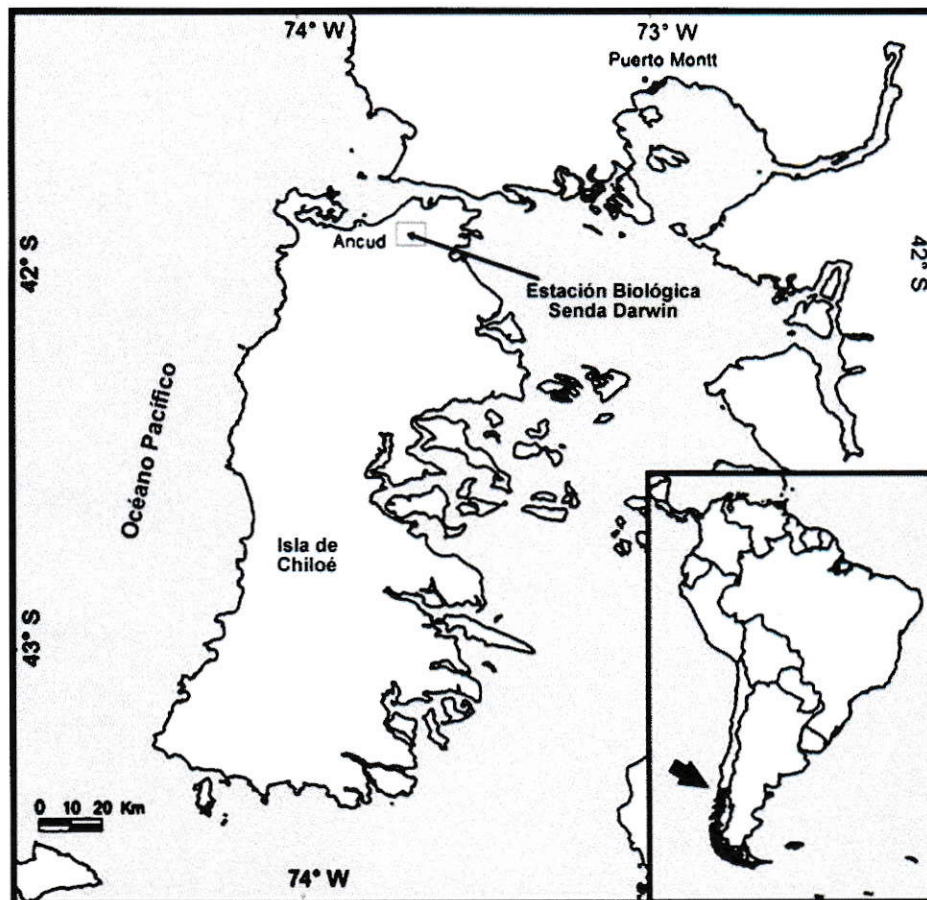 74° W
73° W
Puerto Montt
Ancud
42° S
42° S
Estación Biológica
Senda Darwin
Océano Pacífico
Isla de
Chiloé
43° S
0 10 20 Km
74° W